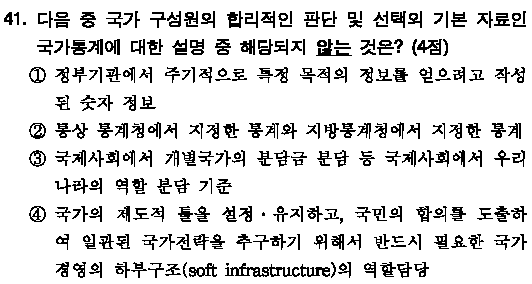 41. 다음 중 국가 구성원의 합리적인 판단 및 선택의 기본 자료인
국가통계에 대한 설명 중 해당되지 않는 것은? (4점)
① 정부기관에서 주기적으로 특정 목적의 정보를 얻으려고 작성
된 숫자 정보
② 통상 통계청에서 지정한 통계와 지방통계청에서 지정한 통계
③ 국제사회에서 개별국가의 분담금 분담 등 국제사회에서 우리
나라의 역할 분담 기준
④ 국가의 제도적 틀을 설정·유지하고, 국민의 합의를 도출하
여 일관된 국가전략을 추구하기 위해서 반드시 필요한 국가
경영의 하부구조(soft infrastructure)의 역할담당